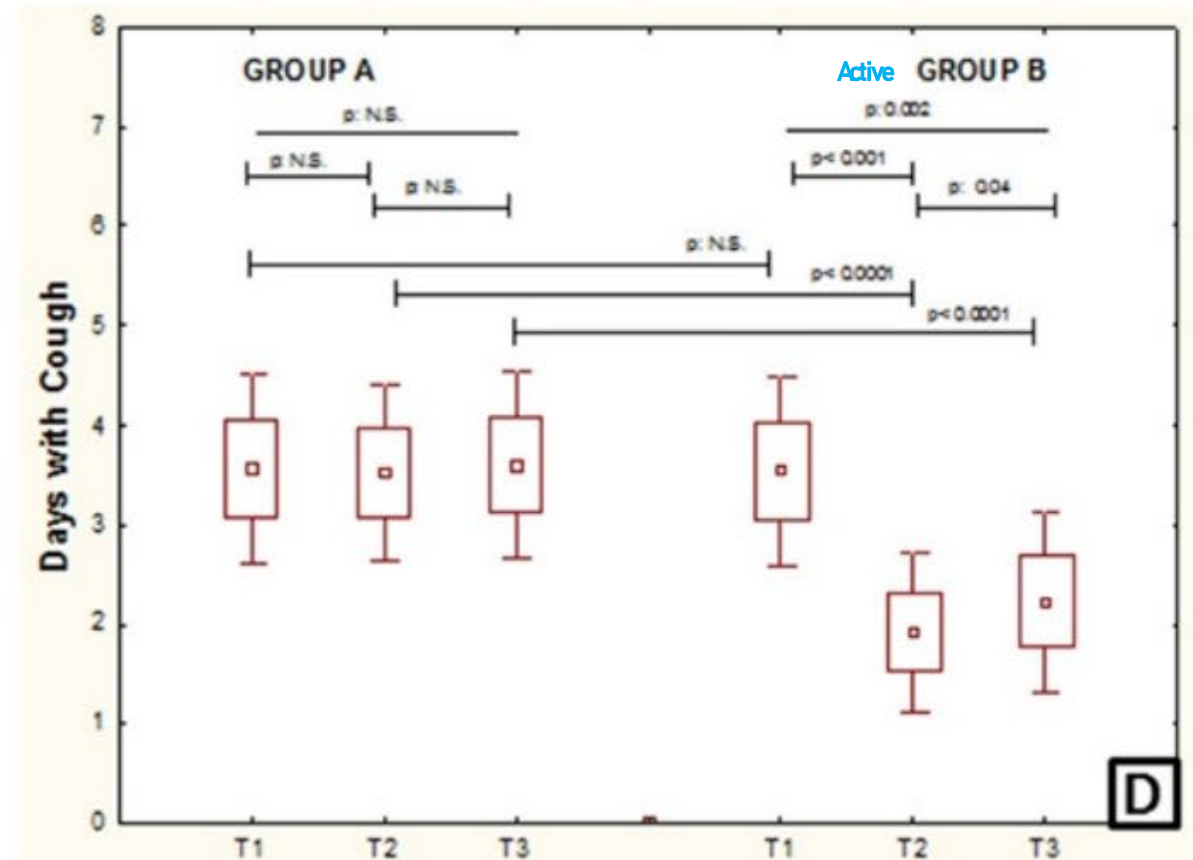 8
GROUP A
Active GROUP B
p: N.S.
p: 0.002
7
p: N.S.
p< 0.001
p: N.S.
p: 0.04
6
p: N.S.
p< 0.0001
p< 0.0001
5
4
3
2
1
0
Days with Cough
D
T1 T2 T3 T1 T2 T3